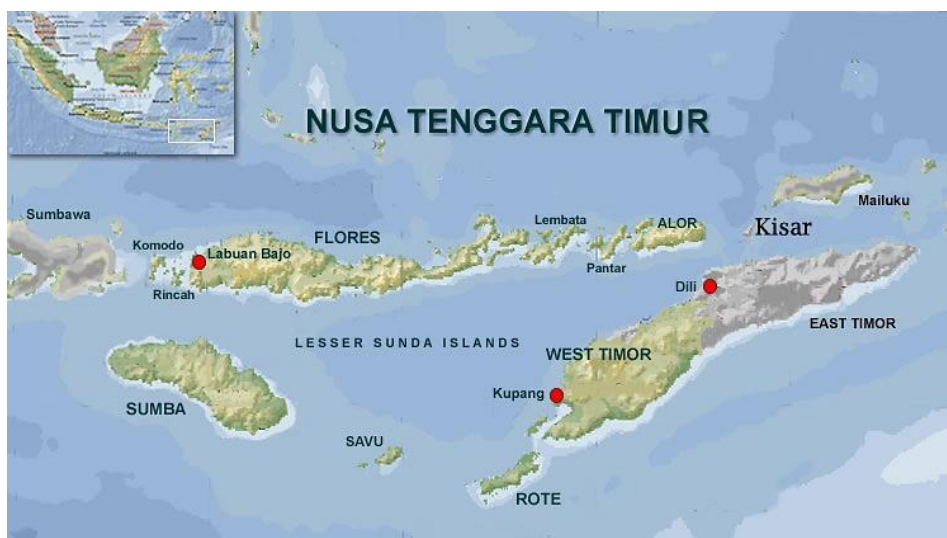 NUSA TENGGARA TIMUR
Sumbawa
Komodo
Rincah
Labuan Bajo
FLORES
Lembata
Pantar
ALOR
Kisar
Mailuku
Dili
EAST TIMOR
LESSER SUNDA ISLANDS
WEST TIMOR
Kupang
SUMBA
SAVU
ROTE